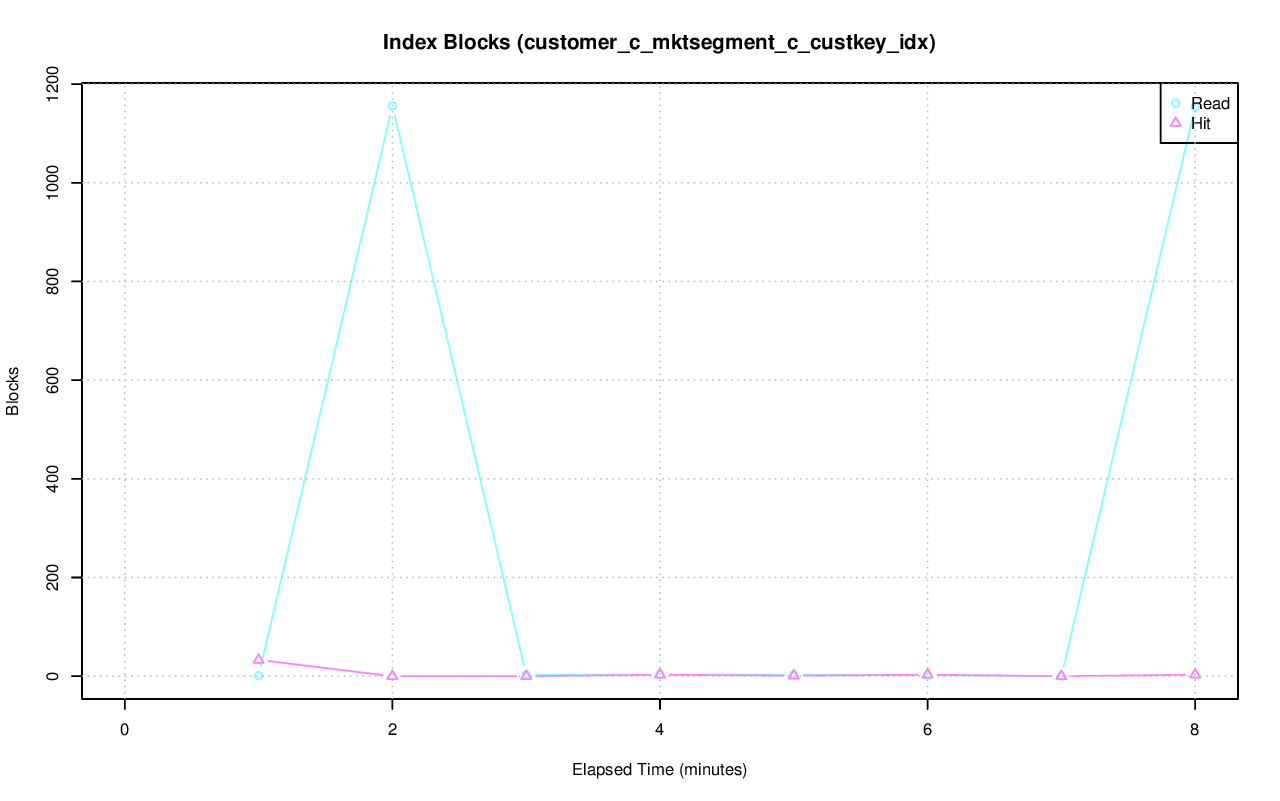 Index Blocks (customer_c_mktsegment_c_custkey_idx)
Read
Hit
Blocks
1200
1000
800
600
400
200
0
0 2 4 6 8
Elapsed Time (minutes)